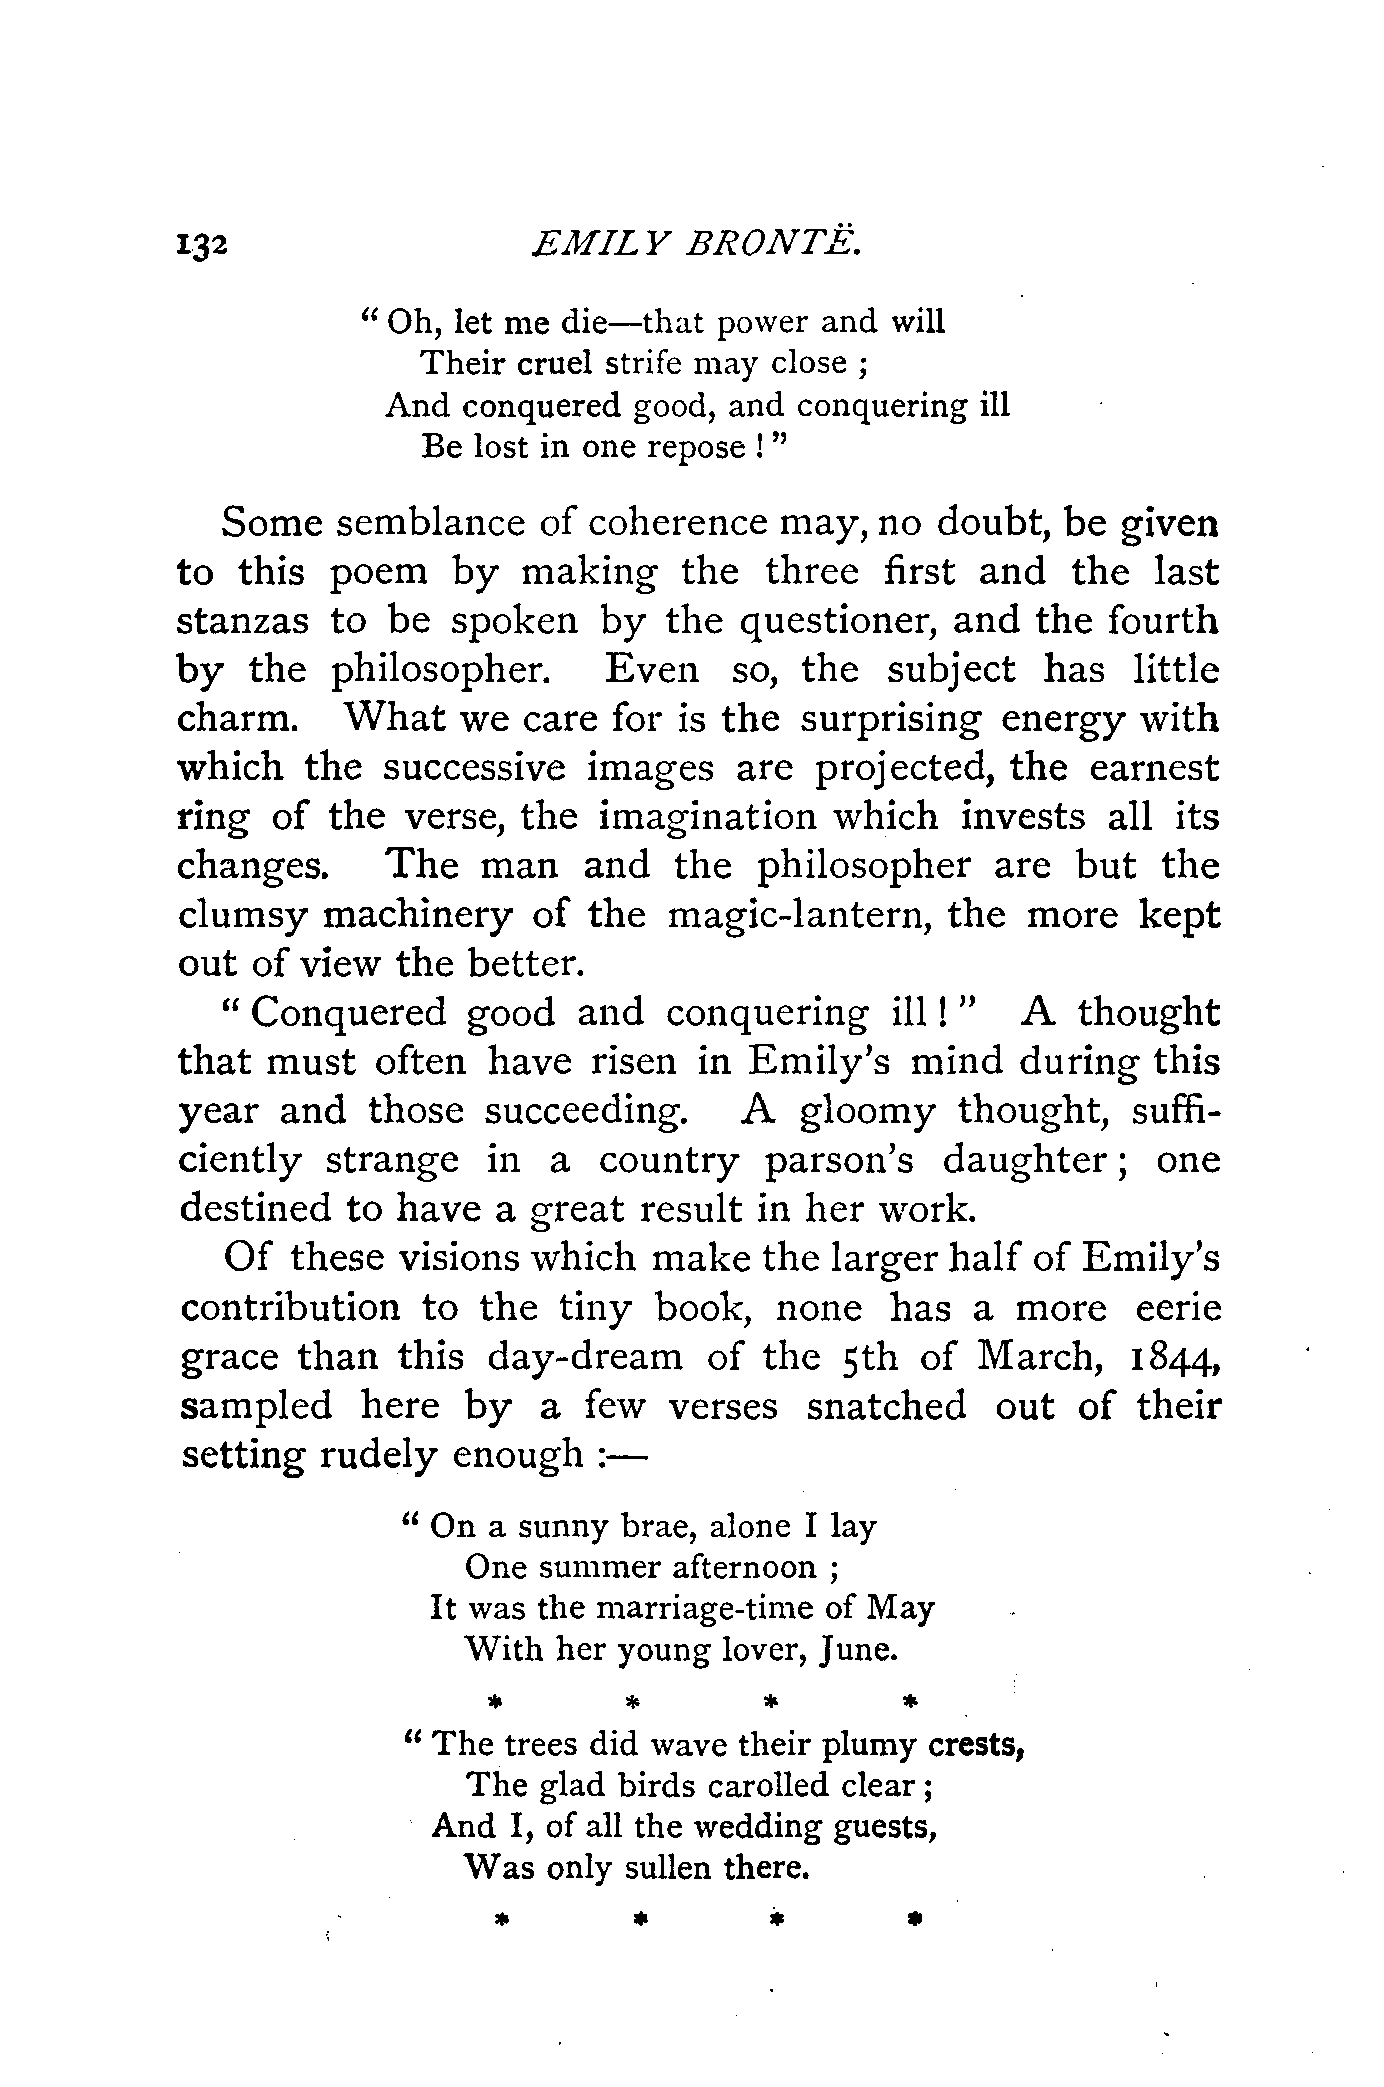 132 EMILY BRONTË.
“ Oh, let me die—that power and will
Their cruel strife may close ;
And conquered good, and conquering ill
Be lost in one repose ! ”
Some semblance of coherence may, no doubt, be given
to this poem by making the three first and the last
stanzas to be spoken by the questioner, and the fourth
by the philosopher. Even so, the subject has little
charm. What we care for is the surprising energy with
which the successive images are projected, the earnest
ring of the verse, the imagination which invests all its
changes. The man and the philosopher are but the
clumsy machinery of the magic-lantern, the more kept
out of view the better.
“ Conquered good and conquering ill ! ” A thought
that must often have risen in Emily’s mind during this
year and those succeeding. A gloomy thought, suffi-
ciently strange in a country parson’s daughter ; one
destined to have a great result in her work.
Of these visions which make the larger half of Emily’s
contribution to the tiny book, none has a more eerie
grace than this day-dream of the 5th of March, 1844,
sampled here by a few verses snatched out of their
setting rudely enough :—
“ On a sunny brae, alone I lay
One summer afternoon ;
It was the marriage-time of May
With her young lover, June.
* * * *
“ The trees did wave their plumy crests,
The glad birds carolled clear ;
And I, of all the wedding guests,
Was only sullen there.
* * * *